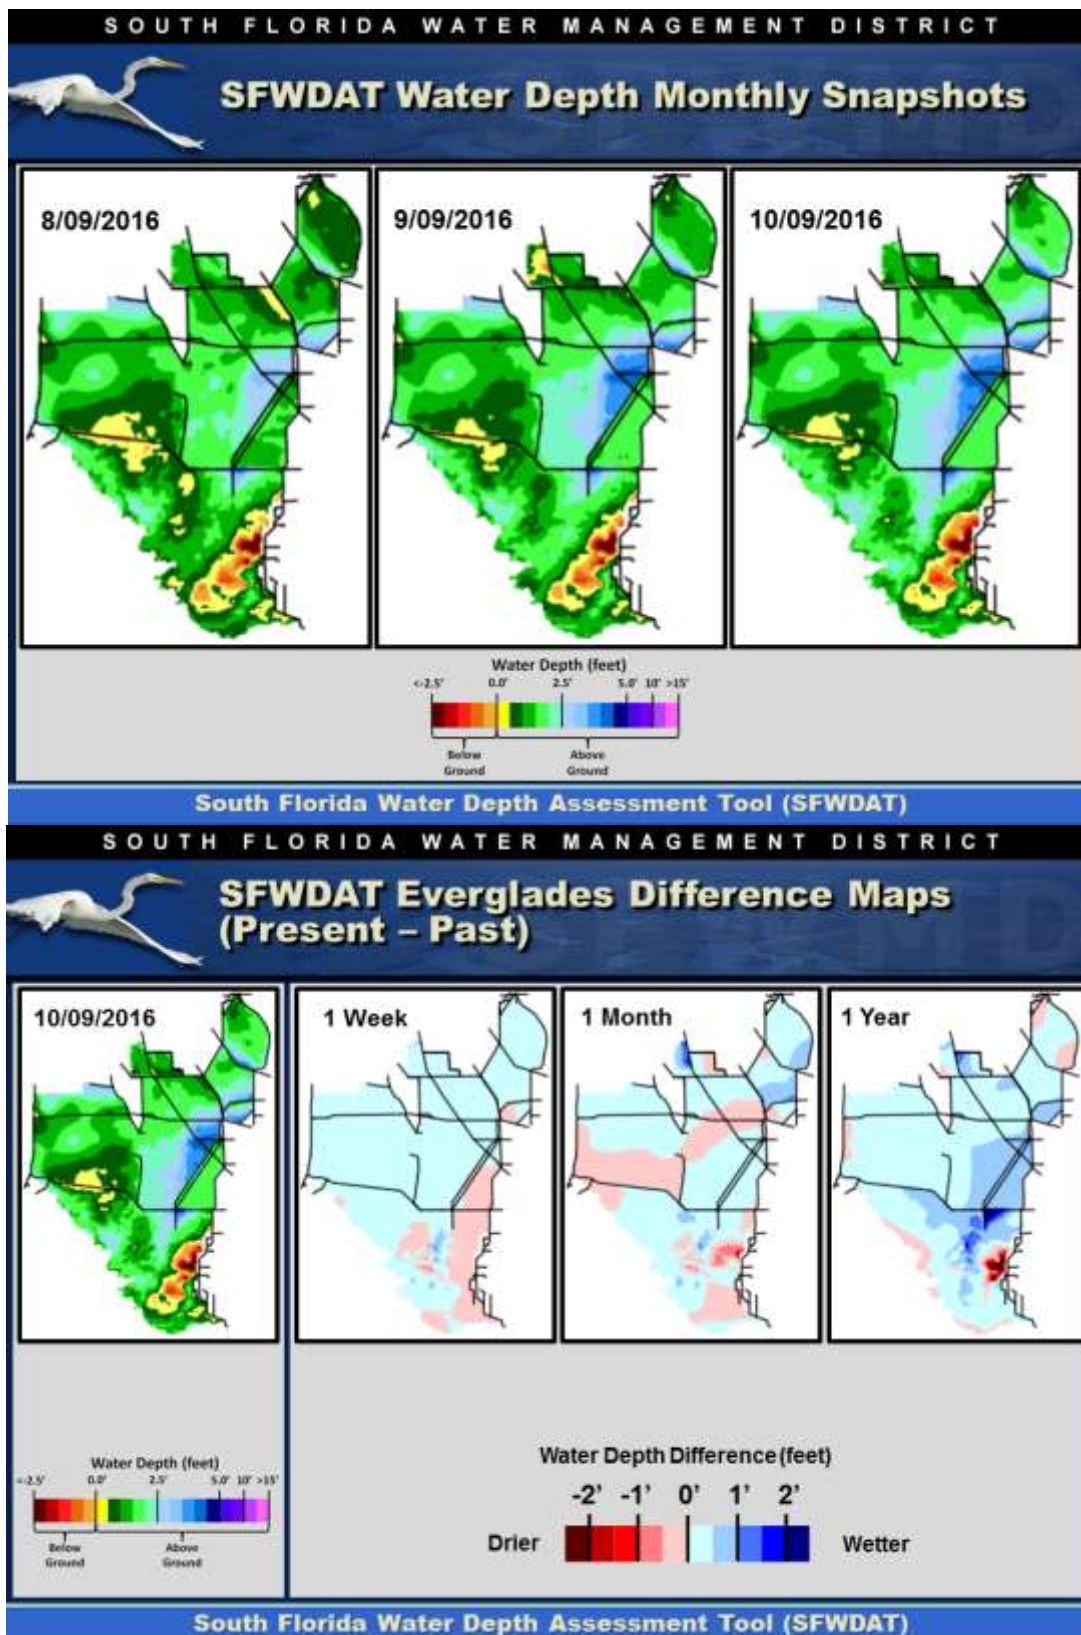 SOUTH FLORIDA WATER MANAGEMENT DISTRICT
SFWDAT Water Depth Monthly Snapshots
8/09/2016
9/09/2016
10/09/2016
Water Depth (feet)
<-2.5' 0.0' 2.5' 5.0' 10' >15'
Below Ground
Above Ground
South Florida Water Depth Assessment Tool (SFWDAT)
SOUTH FLORIDA WATER MANAGEMENT DISTRICT
SFWDAT Everglades Difference Maps
(Present – Past)
10/09/2016
1 Week
1 Month
1 Year
Water Depth (feet)
<-2.5' 0.0' 2.5' 5.0' 10' >15'
Below Ground
Above Ground
Water Depth Difference (feet)
-2' -1' 0' 1' 2'
Drier
Wetter
South Florida Water Depth Assessment Tool (SFWDAT)